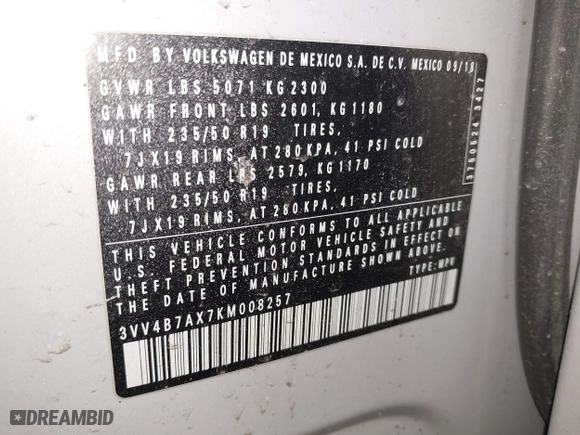 MFD BY VOLKSWAGEN DE MEXICO S.A. DE C.V. MEXICO 09/18
GVWR LBS 5071 KG 2300
GAWR FRONT LBS 2601, KG 1180
WITH 235/50 R19 TIRES,
7JX19 RIMS, AT 280 KPA, 41 PSI COLD
GAWR REAR LBS 2579, KG 1170
WITH 235/50 R19 TIRES,
7JX19 RIMS, AT 280 KPA, 41 PSI COLD
THIS VEHICLE CONFORMS TO ALL APPLICABLE
U.S. FEDERAL MOTOR VEHICLE SAFETY AND
THEFT PREVENTION STANDARDS IN EFFECT ON
THE DATE OF MANUFACTURE SHOWN ABOVE.
3VV4B7AX7KM008257 TYPE: MPV
3750524 3427
DREAMBID